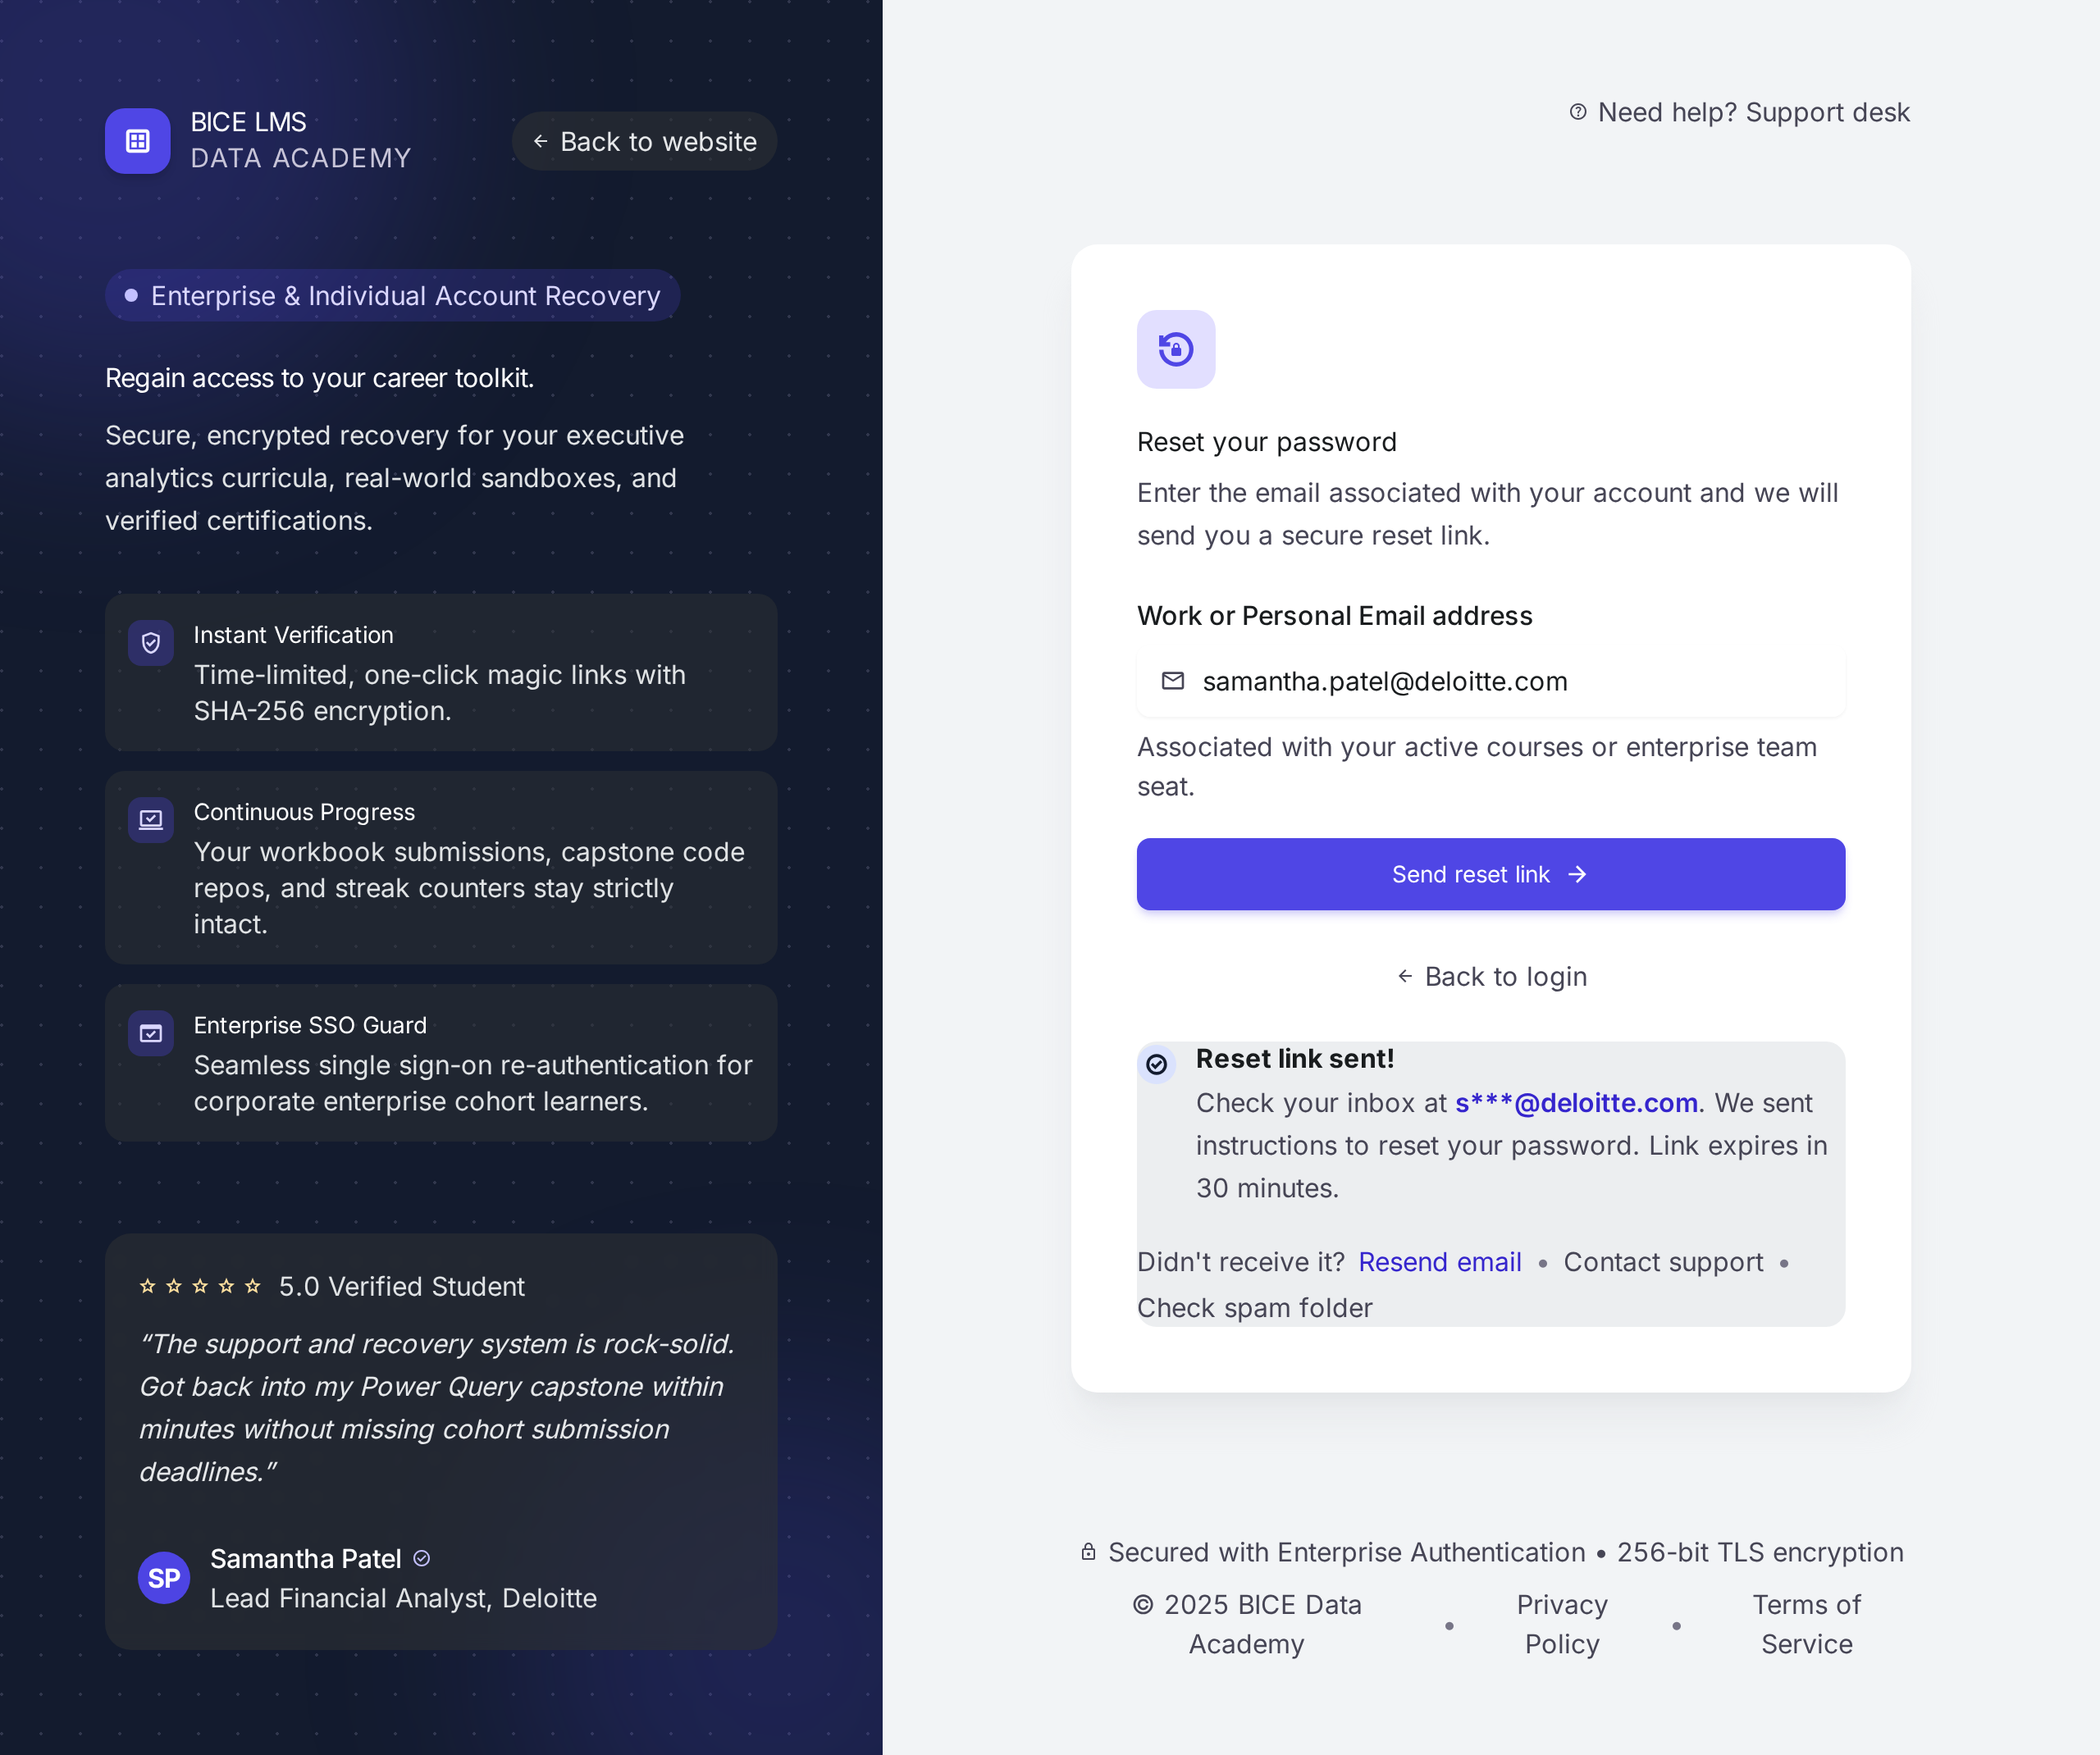 BICE LMS
DATA ACADEMY
Back to website
Enterprise & Individual Account Recovery
Regain access to your career toolkit.
Secure, encrypted recovery for your executive
analytics curricula, real-world sandboxes, and
verified certifications.
Instant Verification
Time-limited, one-click magic links with
SHA-256 encryption.
Continuous Progress
Your workbook submissions, capstone code
repos, and streak counters stay strictly
intact.
Enterprise SSO Guard
Seamless single sign-on re-authentication for
corporate enterprise cohort learners.
5.0 Verified Student
“The support and recovery system is rock-solid.
Got back into my Power Query capstone within
minutes without missing cohort submission
deadlines.”
SP
Samantha Patel
Lead Financial Analyst, Deloitte
Need help? Support desk
Reset your password
Enter the email associated with your account and we will
send you a secure reset link.
Work or Personal Email address
samantha.patel@deloitte.com
Associated with your active courses or enterprise team
seat.
Send reset link
Back to login
Reset link sent!
Check your inbox at s***@deloitte.com. We sent
instructions to reset your password. Link expires in
30 minutes.
Didn't receive it? Resend email • Contact support •
Check spam folder
Secured with Enterprise Authentication • 256-bit TLS encryption
© 2025 BICE Data
Academy
•
Privacy
Policy
•
Terms of
Service